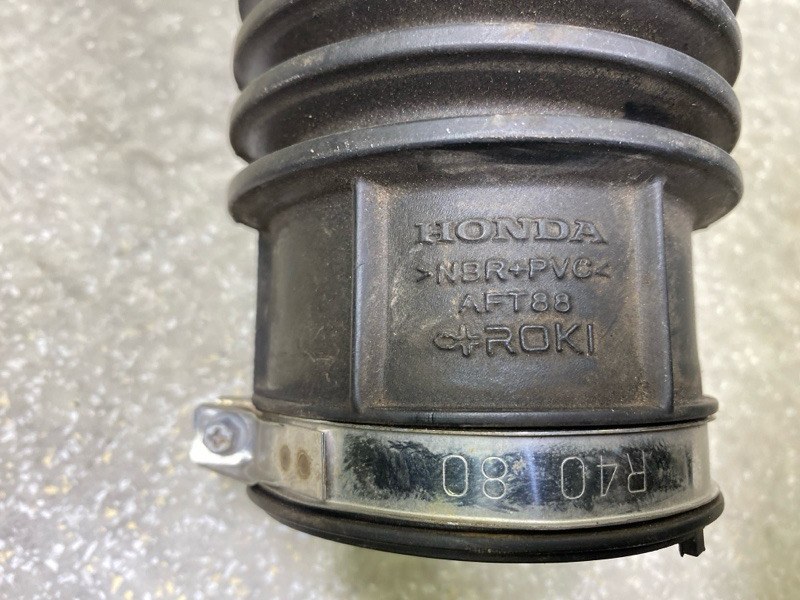 HONDA
>NBR+PVC<
AFT88
ROKI
R40 80